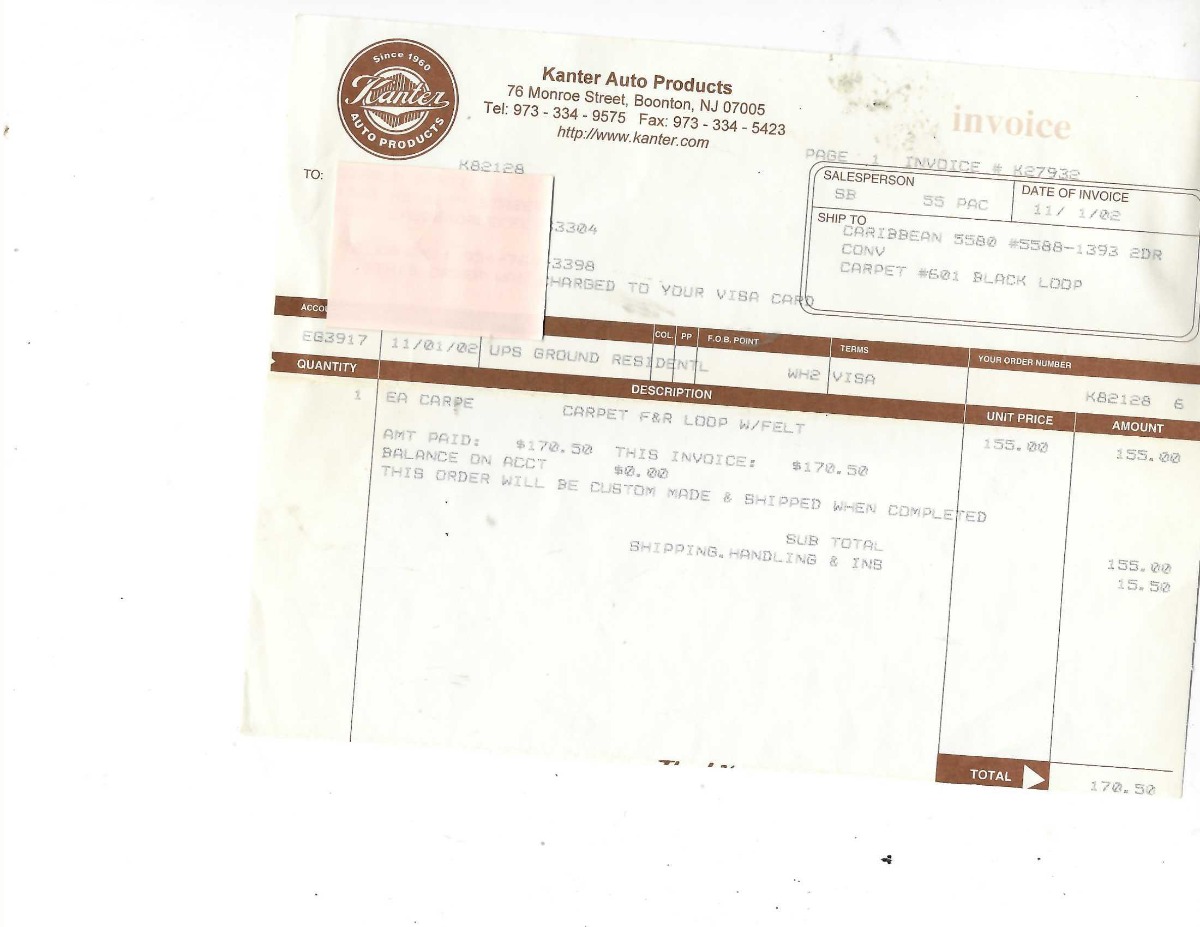 Since 1960
Kanter
AUTO PRODUCTS
Kanter Auto Products
76 Monroe Street, Boonton, NJ 07005
Tel: 973 - 334 - 9575 Fax: 973 - 334 - 5423
http://www.kanter.com
invoice
PAGE 1 INVOICE # K27932
K82128
TO:
SALESPERSON DATE OF INVOICE
SB 55 PAC 11/ 1/02
SHIP TO
CARIBBEAN 5580 #5588-1393 2DR
CONV
CARPET #601 BLACK LOOP
3304
-3398
HARGED TO YOUR VISA CARD
ACCOU COL. PP F.O.B. POINT TERMS YOUR ORDER NUMBER
EG3917 11/01/02 UPS GROUND RESIDENTL WH2 VISA K82128 6
QUANTITY DESCRIPTION UNIT PRICE AMOUNT
1 EA CARPE CARPET F&R LOOP W/FELT 155.00 155.00
AMT PAID: $170.50 THIS INVOICE: $170.50
BALANCE ON ACCT $0.00
THIS ORDER WILL BE CUSTOM MADE & SHIPPED WHEN COMPLETED
SUB TOTAL 155.00
SHIPPING.HANDLING & INS 15.50
TOTAL 170.50